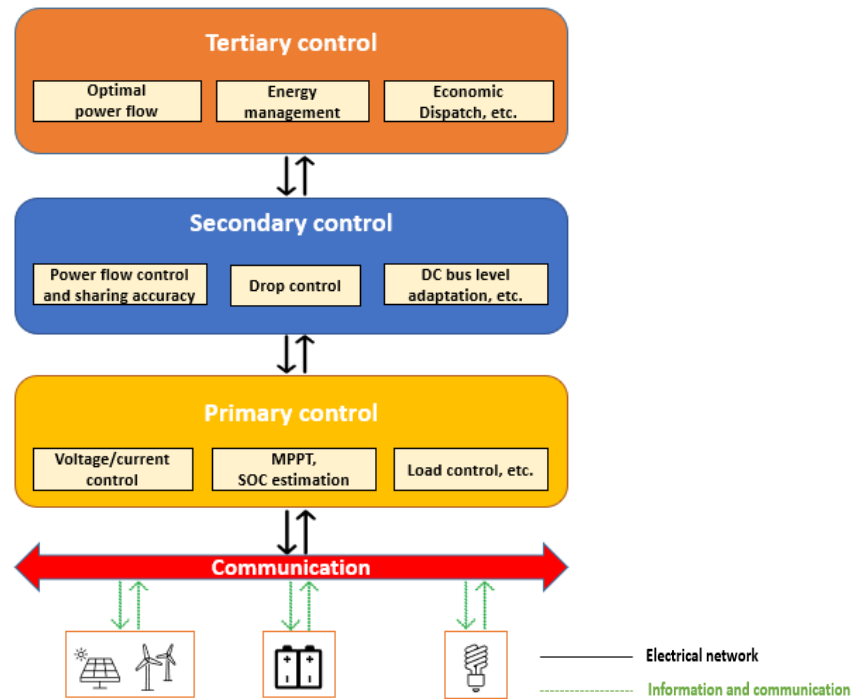 Tertiary control
Optimal
power flow
Energy
management
Economic
Dispatch, etc.
Secondary control
Power flow control
and sharing accuracy
Drop control
DC bus level
adaptation, etc.
Primary control
Voltage/current
control
MPPT,
SOC estimation
Load control, etc.
Communication
Electrical network
Information and communication